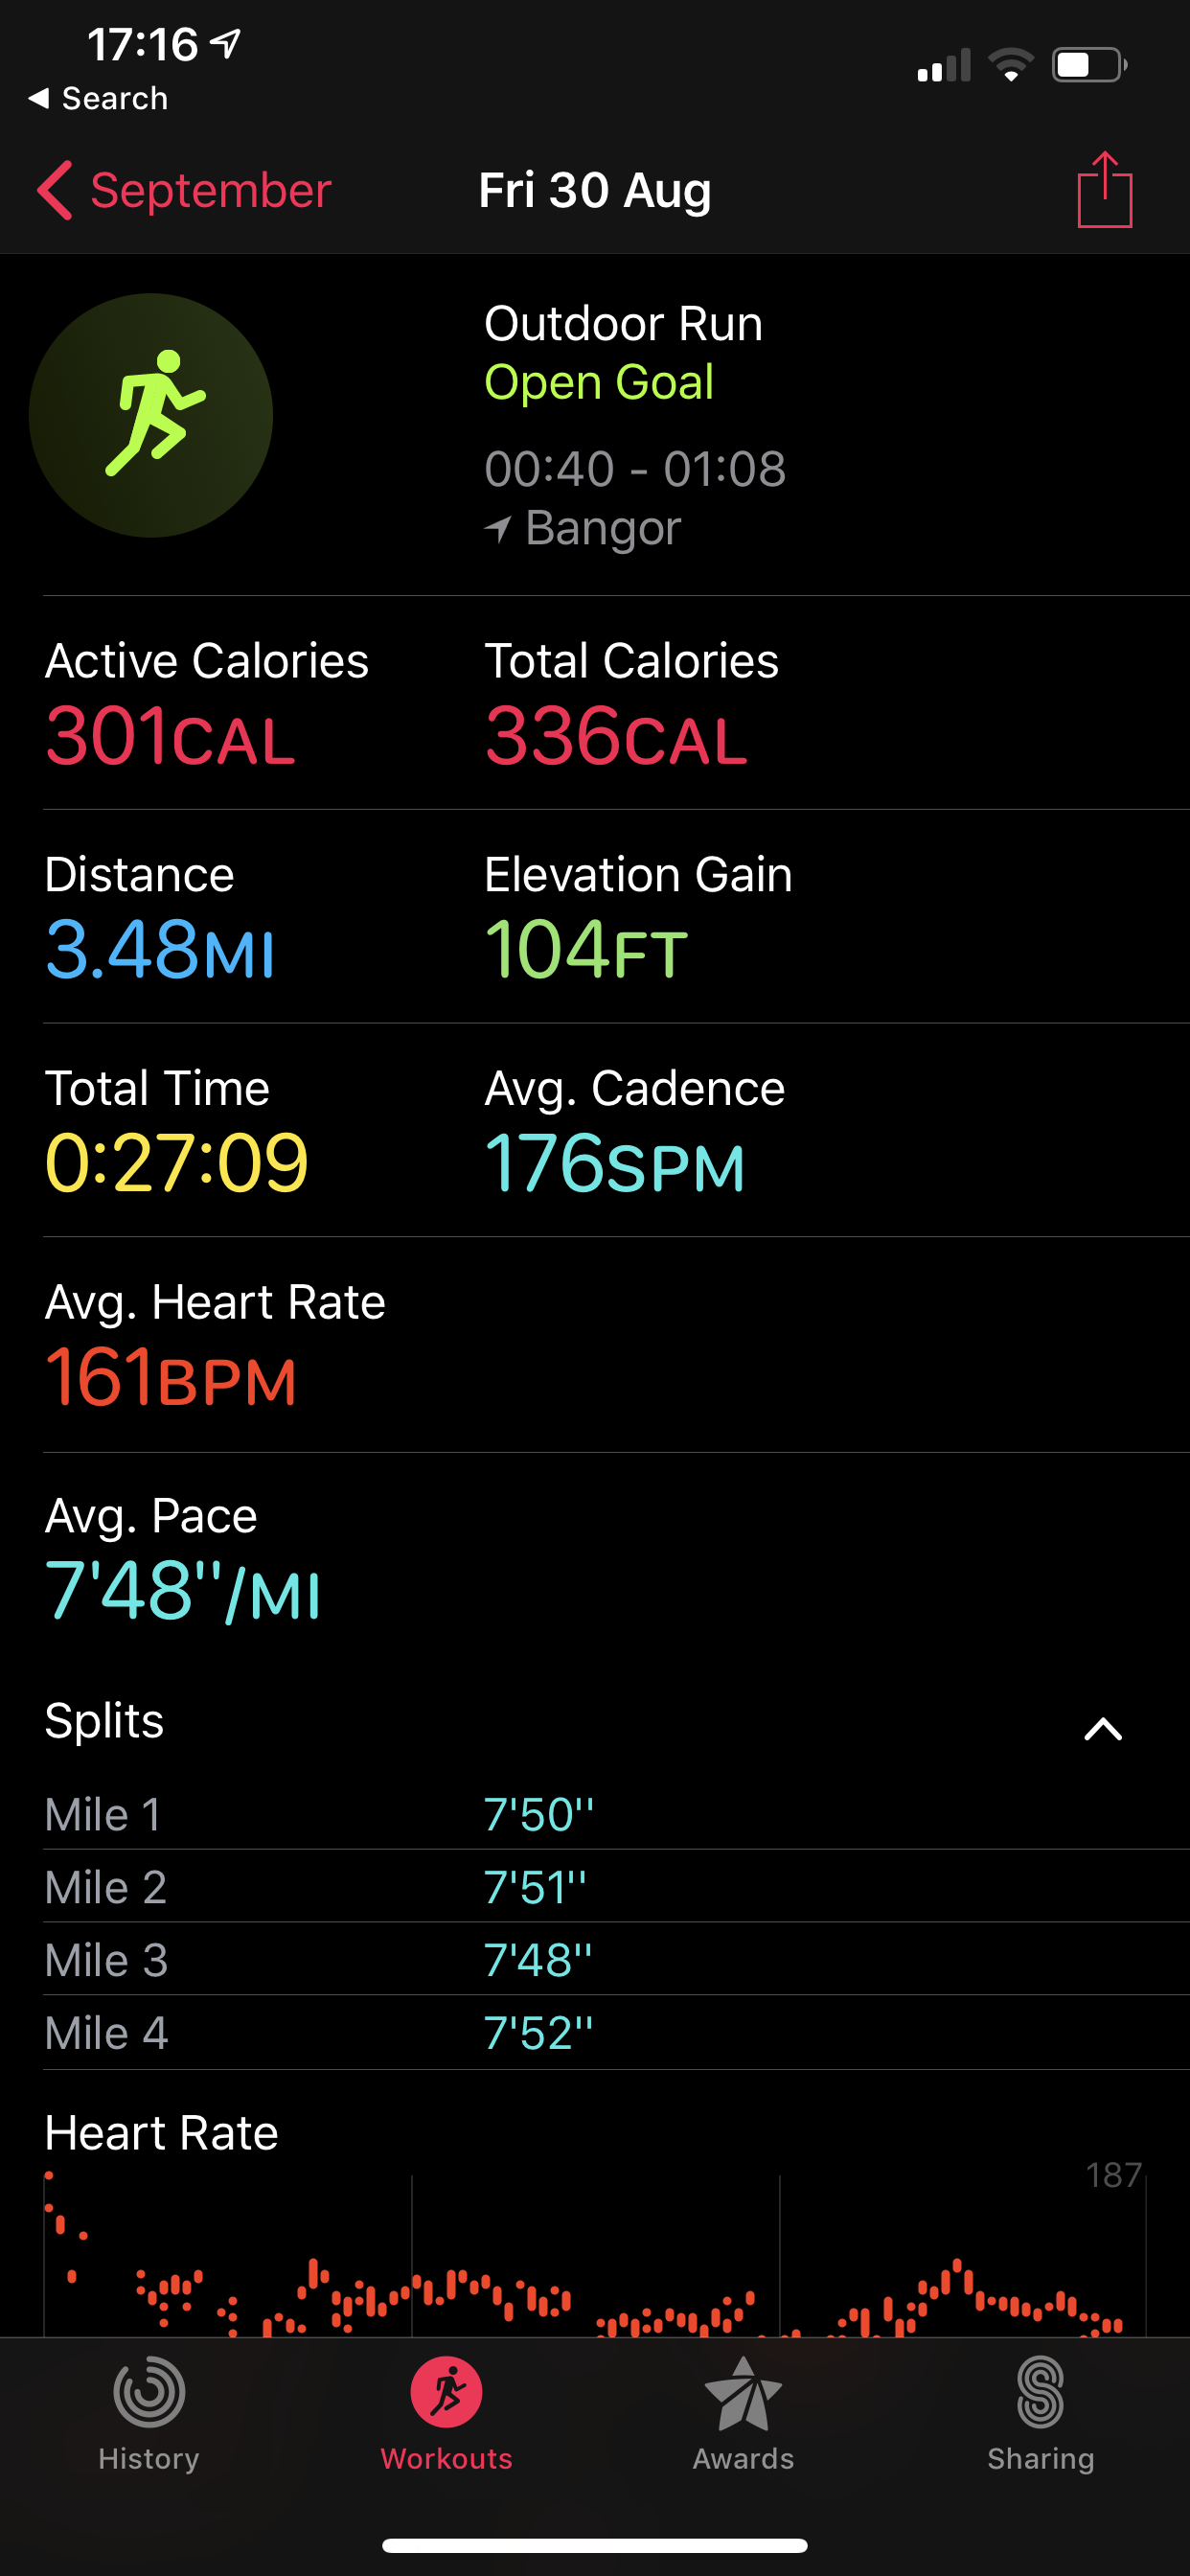 17:16
Search
September
Fri 30 Aug
Outdoor Run
Open Goal
00:40 - 01:08
Bangor
Active Calories
Total Calories
301CAL
336CAL
Distance
Elevation Gain
3.48MI
104FT
Total Time
Avg. Cadence
0:27:09
176SPM
Avg. Heart Rate
161BPM
Avg. Pace
7'48''/MI
Splits
Mile 1 7'50''
Mile 2 7'51''
Mile 3 7'48''
Mile 4 7'52''
Heart Rate
187
History
Workouts
Awards
Sharing